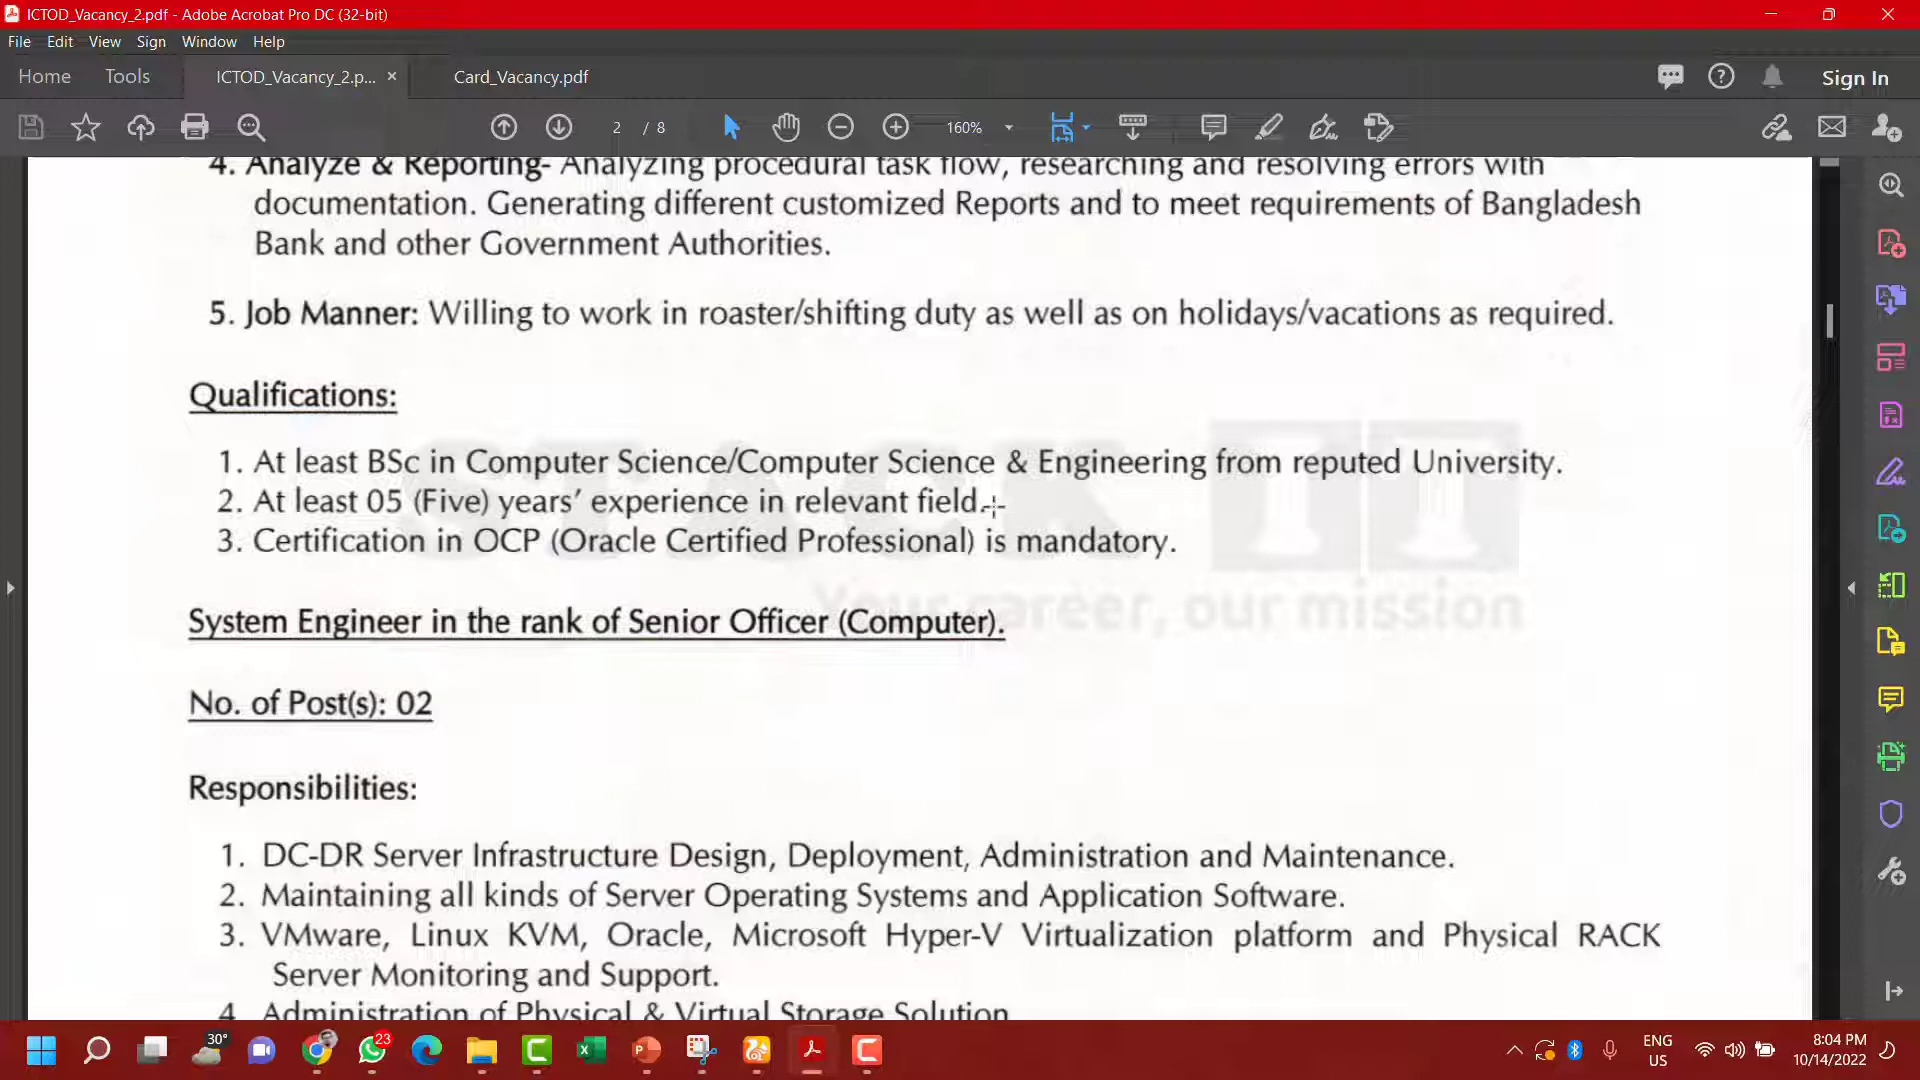 ICTOD_Vacancy_2.pdf - Adobe Acrobat Pro DC (32-bit)
File Edit View Sign Window Help
Home Tools ICTOD_Vacancy_2.p... × Card_Vacancy.pdf Sign In
2 / 8 160%
4. Analyze & Reporting- Analyzing procedural task flow, researching and resolving errors with
documentation. Generating different customized Reports and to meet requirements of Bangladesh
Bank and other Government Authorities.
5. Job Manner: Willing to work in roaster/shifting duty as well as on holidays/vacations as required.
Qualifications:
STACK IT
1. At least BSc in Computer Science/Computer Science & Engineering from reputed University.
2. At least 05 (Five) years' experience in relevant field.
3. Certification in OCP (Oracle Certified Professional) is mandatory.
Your career, our mission
System Engineer in the rank of Senior Officer (Computer).
No. of Post(s): 02
Responsibilities:
1. DC-DR Server Infrastructure Design, Deployment, Administration and Maintenance.
2. Maintaining all kinds of Server Operating Systems and Application Software.
3. VMware, Linux KVM, Oracle, Microsoft Hyper-V Virtualization platform and Physical RACK
Server Monitoring and Support.
4. Administration of Physical & Virtual Storage Solution
30° 23 ENG 8:04 PM
US 10/14/2022